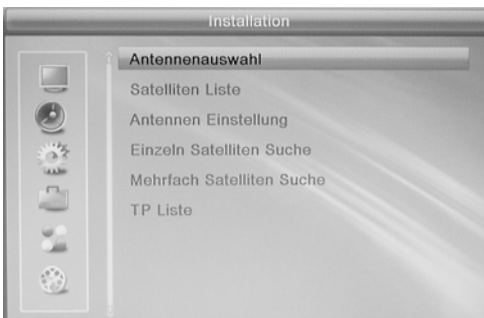 Installation
Antennenauswahl
Satelliten Liste
Antennen Einstellung
Einzeln Satelliten Suche
Mehrfach Satelliten Suche
TP Liste